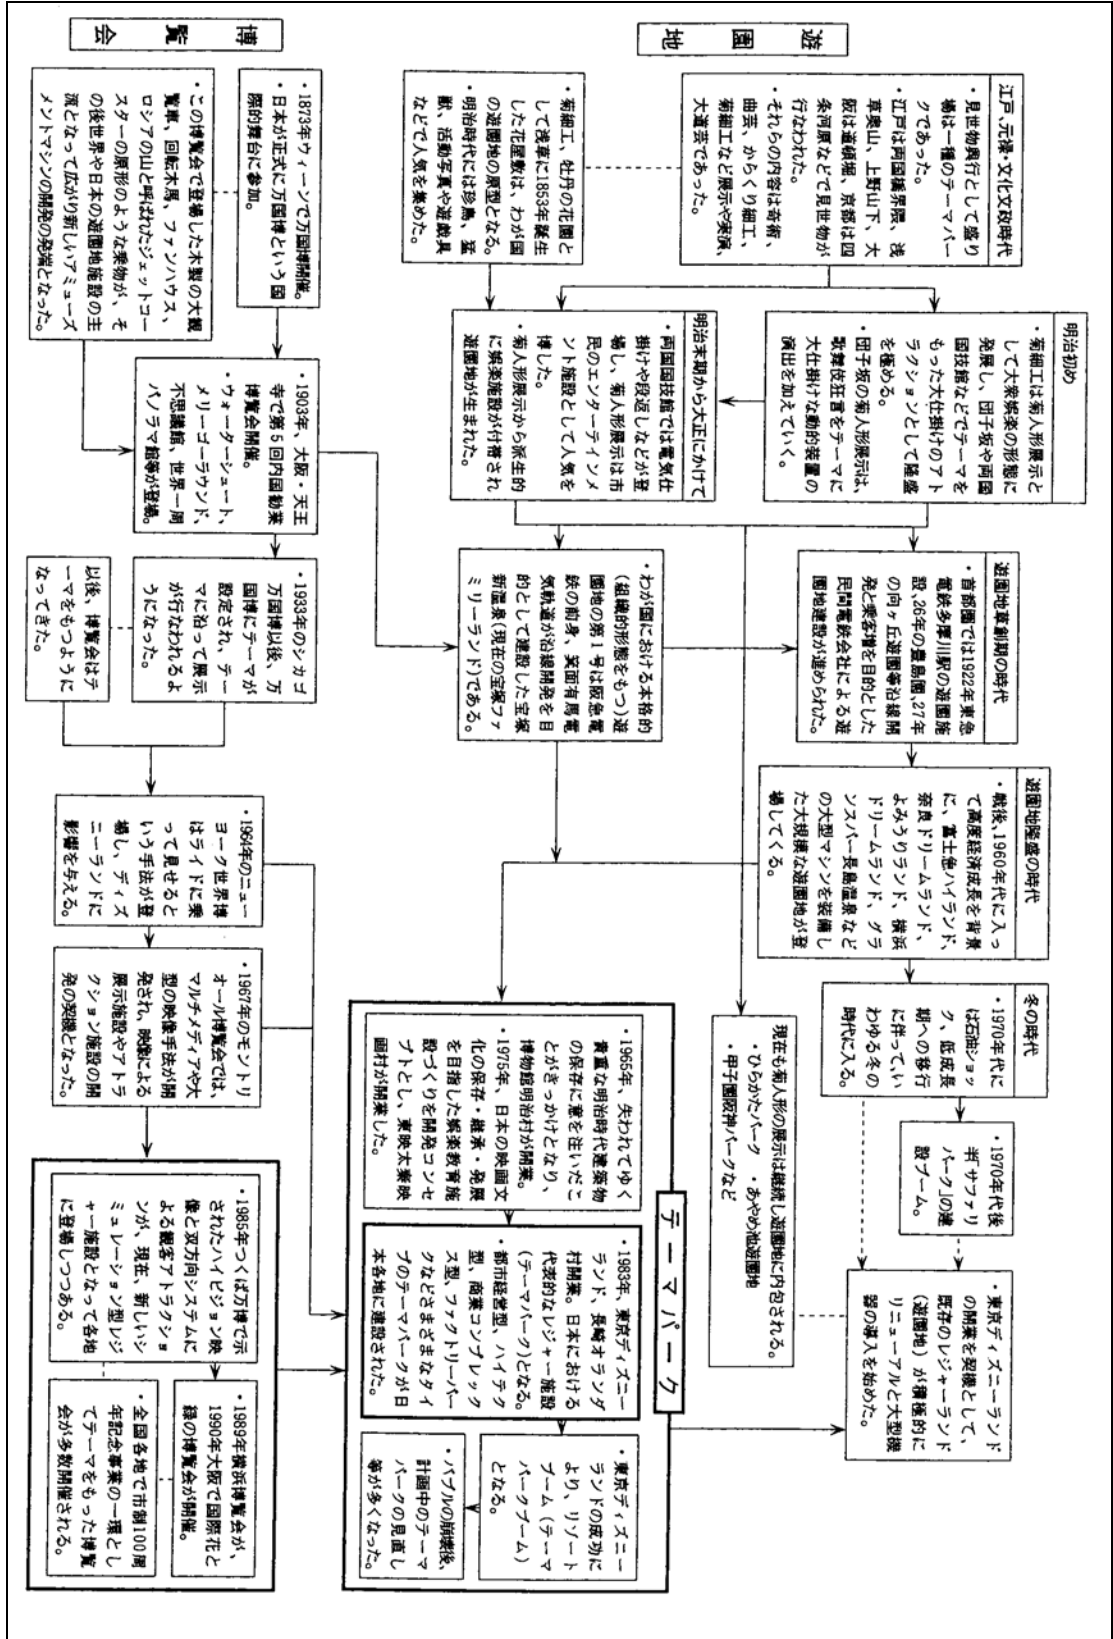 遊園地
江戸、元禄・文化文政時代
・見世物興行として盛り
場は一種のテーマパー
クであった。
・江戸は両国橋界隈、浅
草奥山、上野山下、大
阪は道頓堀、京都は四
条河原などで見世物が
行なわれた。
・それらの内容は奇術、
曲芸、からくり細工、
菊細工など展示や実演、
大道芸であった。
・菊細工、牡丹の花園と
して浅草に1853年誕生
した花屋敷は、わが国
の遊園地の原型となる。
明治時代には珍鳥、猛
獣、活動写真や遊戯具
などで人気を集めた。
明治初め
・菊細工は菊人形展示と
して大衆娯楽の形態に
発展し、団子坂や両国
国技館などでテーマを
もった大仕掛けのアト
ラクションとして隆盛
を極める。
・団子坂の菊人形展示は、
歌舞伎狂言をテーマに
大仕掛けな動的装置の
演出を加えていく。
明治末期から大正にかけて
・両国国技館では電気仕
掛けや段返しなどが登
場し、菊人形展示は市
民のエンターテインメ
ント施設として人気を
博した。
・菊人形展示から派生的
に娯楽施設が付帯され
遊園地が生まれた。
遊園地草創期の時代
・首都圏では1922年東急
電鉄多摩川駅の遊園施
設、26年の豊島園、27年
の向ヶ丘遊園等沿線開
発と乗客増を目的とした
民間電鉄会社による遊
園地建設が進められた。
・わが国における本格的
(組織的形態をもつ)遊
園地の第1号は阪急電
鉄の前身、箕面有馬電
気軌道が沿線開発を目
的として建設した宝塚
新温泉(現在の宝塚ファ
ミリーランド)である。
遊園地隆盛の時代
・戦後、1960年代に入っ
て高度経済成長を背景
に、富士急ハイランド、
奈良ドリームランド、
よみうりランド、横浜
ドリームランド、グラ
ンスパー長島温泉など
の大型マシンを装備し
た大規模な遊園地が登
場してくる。
冬の時代
・1970年代に
は石油ショッ
ク、低成長
期への移行
に伴って、い
わゆる冬の
時代に入る。
・1970年代後
半「サファリ
パーク」の建
設ブーム。
・東京ディズニーランド
の開業を契機として、
既存のレジャーランド
(遊園地)が積極的に
リニューアルと大型機
器の導入を始めた。
現在も菊人形の展示は継続し遊園地に内包される。
・ひらかたパーク ・あやめ池遊園地
・甲子園阪神パークなど
テーマパーク
・1965年、失われてゆく
貴重な明治時代建築物
の保存に意を注いだこ
とがきっかけとなり、
博物館明治村が開業。
・1975年、日本の映画文
化の保存・継承・発展
を目指した娯楽教育施
設づくりを開発コンセ
プトとし、東映太秦映
画村が開業した。
・1983年、東京ディズニー
ランド、長崎オランダ
村開業。日本における
代表的なレジャー施設
(テーマパーク)となる。
・都市経営型、ハイテク
型、商業コンプレック
ス型、ファクトリーパー
クなどさまざまなタイ
プのテーマパークが日
本各地に建設された。
・東京ディズニー
ランドの成功に
より、リゾート
ブーム(テーマ
パークブーム)
となる。
・バブルの崩壊後、
計画中のテーマ
パークの見直し
等が多くなった。
博覧会
・1873年ウィーンで万国博開催。
・日本が正式に万国博という国
際的舞台に参加。
・この博覧会で登場した木製の大観
覧車、回転木馬、ファンハウス、
ロシアの山と呼ばれたジェットコー
スターの原形のような乗物が、そ
の後世界や日本の遊園地施設の主
流となって広がり新しいアミューズ
メントマシンの開発の発端となった。
・1903年、大阪・天王
寺で第5回内国勧業
博覧会開催。
・ウォーターシュート、
メリーゴーラウンド、
不思議館、世界一周
パノラマ館等が登場。
・1933年のシカゴ
万国博以後、万
国博にテーマが
設定され、テー
マに沿って展示
が行なわれるよ
うになった。
以後、博覧会はテ
ーマをもつように
なってきた。
・1964年のニュー
ヨーク世界博で
はライドに乗
って見せると
いう手法が登
場し、ディズ
ニーランドに
影響を与える。
・1967年のモントリ
オール博覧会では、
マルチメディアや大
型の映像手法が開
発され、映像による
展示施設やアトラ
クション施設の開
発の契機となった。
・1985年つくば万博で示
されたハイビジョン映
像と双方向システムに
よる観客アトラクショ
ンが、現在、新しいシ
ミュレーション型レジ
ャー施設となって各地
に登場しつつある。
・1989年横浜博覧会が、
1990年大阪で国際花と
緑の博覧会が開催。
・全国各地で市制100周
年記念事業の一環とし
てテーマをもった博覧
会が多数開催される。